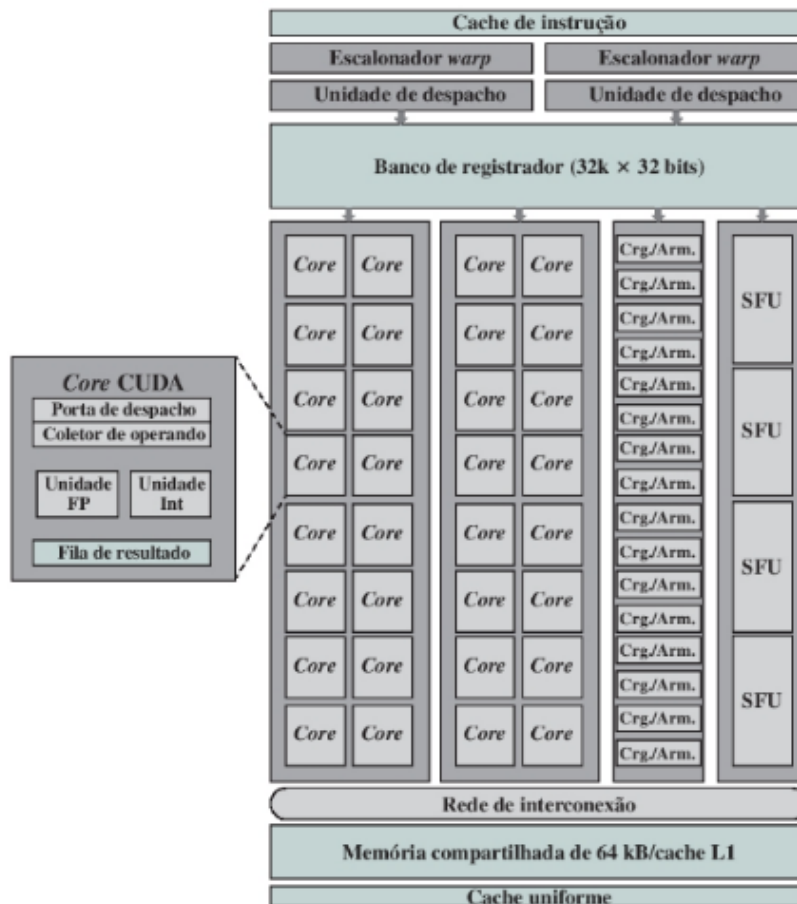 Cache de instrução
Escalonador warp Escalonador warp
Unidade de despacho Unidade de despacho
Banco de registrador (32k × 32 bits)
Core Core Core Core Crg./Arm. SFU
Crg./Arm.
Core Core Core Core Crg./Arm.
Crg./Arm.
Core Core Core Core Crg./Arm. SFU
Crg./Arm.
Core Core Core Core Crg./Arm.
Crg./Arm.
Core Core Core Core Crg./Arm. SFU
Crg./Arm.
Core Core Core Core Crg./Arm.
Crg./Arm.
Core Core Core Core Crg./Arm. SFU
Crg./Arm.
Core Core Core Core Crg./Arm.
Crg./Arm.
Core CUDA
Porta de despacho
Coletor de operando
Unidade FP
Unidade Int
Fila de resultado
Rede de interconexão
Memória compartilhada de 64 kB/cache L1
Cache uniforme